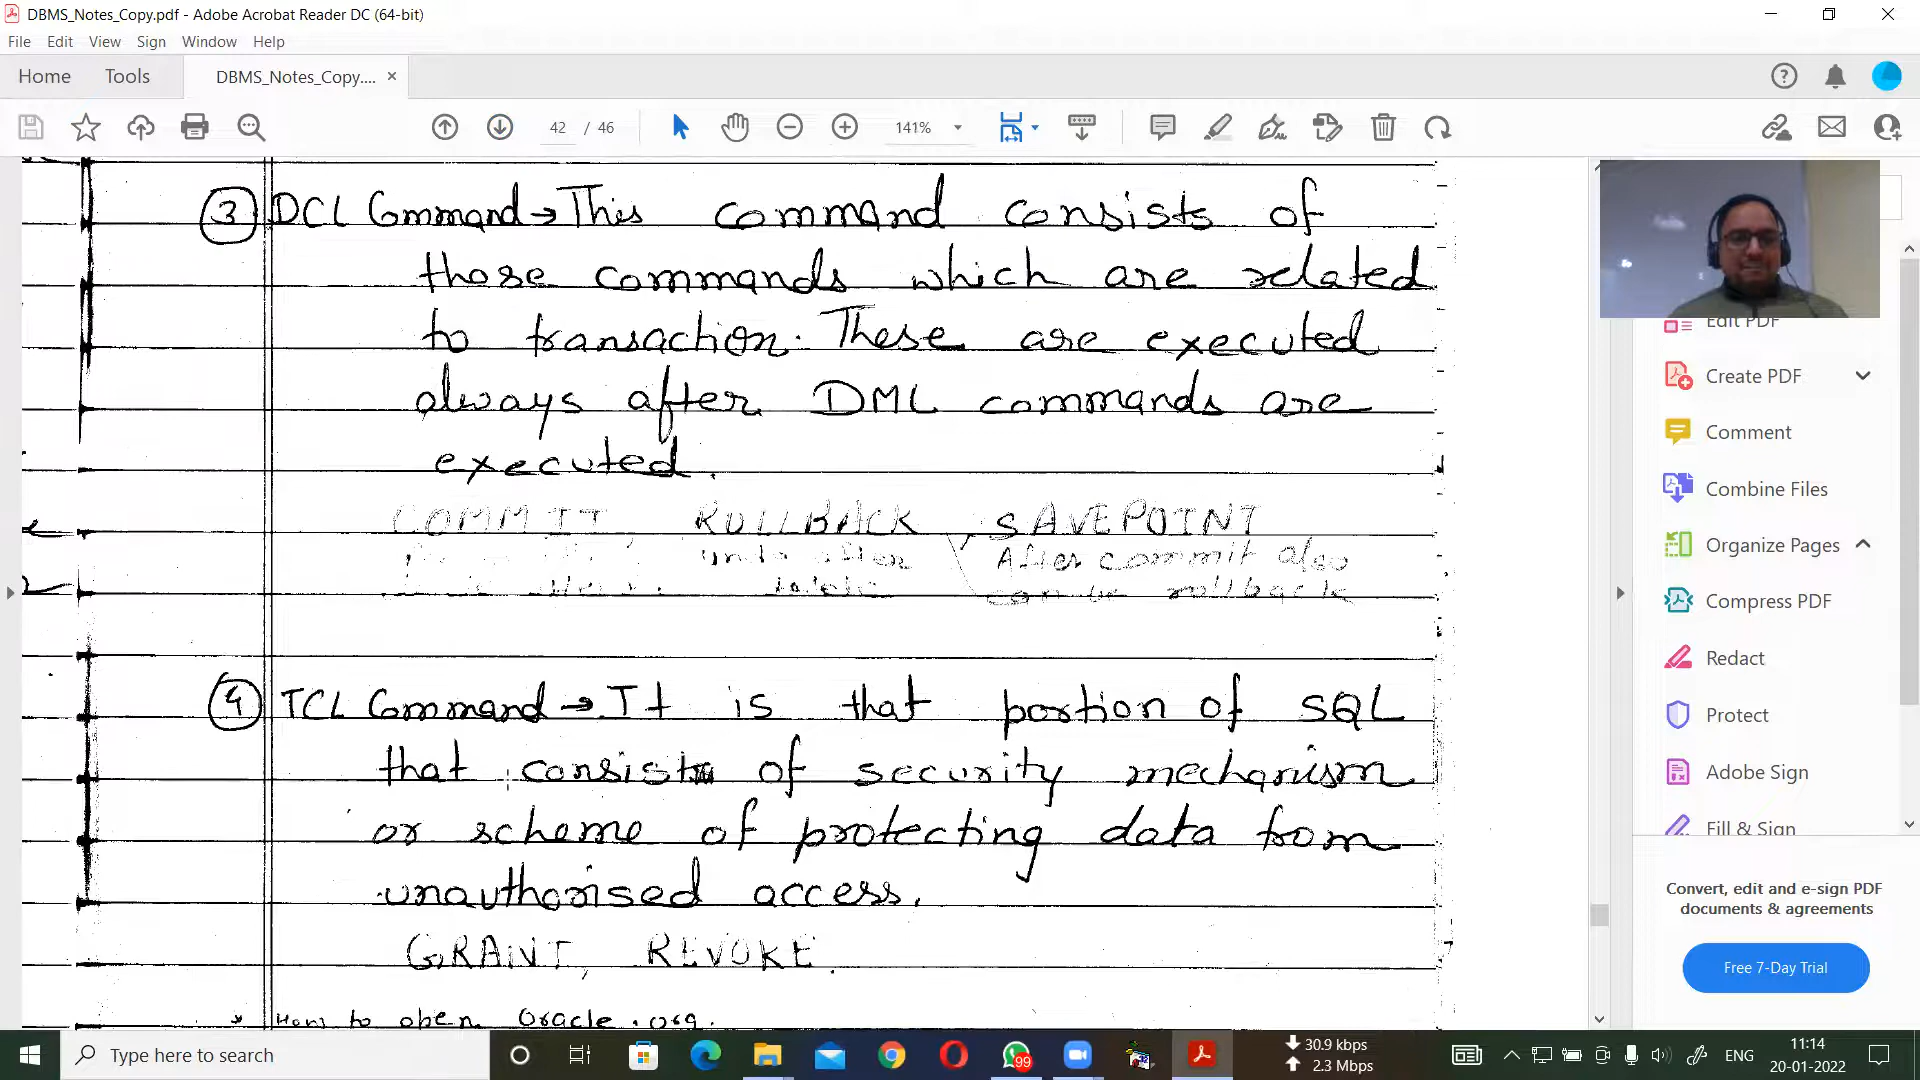 DBMS_Notes_Copy.pdf - Adobe Acrobat Reader DC (64-bit)
File Edit View Sign Window Help
Home Tools DBMS_Notes_Copy....
42 / 46 141%
③ DCL Command → This command consists of
those commands which are related
to transaction. These are executed
always after DML commands are
executed.
COMMIT, ROLLBACK, SAVEPOINT
undo after After commit also
can be rollback
④ TCL Command → It is that portion of SQL
that consists of security mechanism
or scheme of protecting data from
unauthorised access.
GRANT, REVOKE.
* How to open Oracle.org.
Edit PDF
Create PDF
Comment
Combine Files
Organize Pages
Compress PDF
Redact
Protect
Adobe Sign
Fill & Sign
Convert, edit and e-sign PDF
documents & agreements
Free 7-Day Trial
Type here to search
99
30.9 kbps
2.3 Mbps
ENG
11:14
20-01-2022